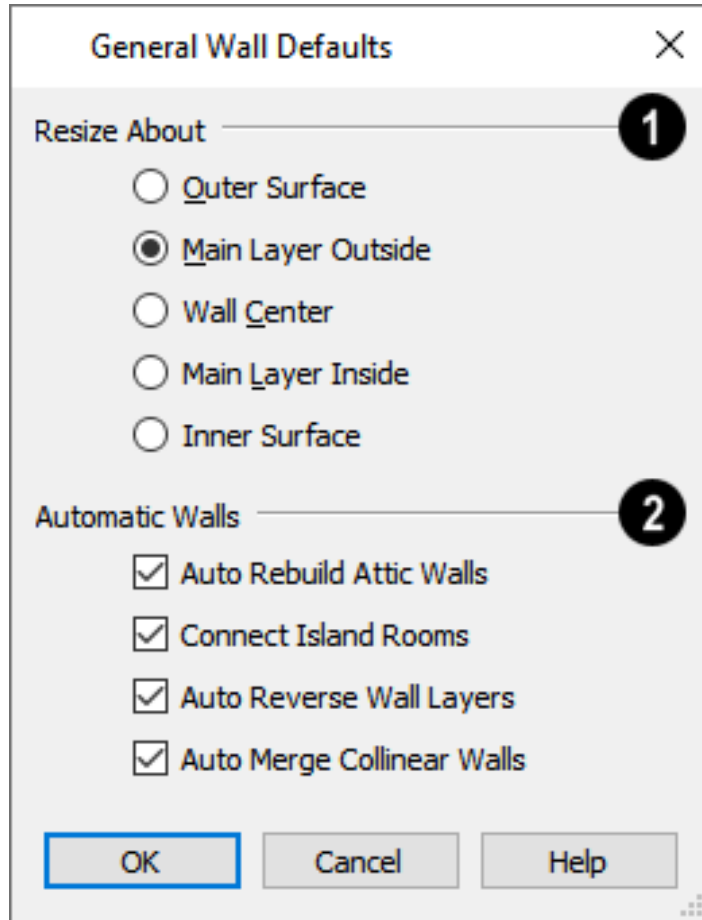 General Wall Defaults
Resize About 1
Outer Surface
Main Layer Outside
Wall Center
Main Layer Inside
Inner Surface
Automatic Walls 2
Auto Rebuild Attic Walls
Connect Island Rooms
Auto Reverse Wall Layers
Auto Merge Collinear Walls
OK Cancel Help